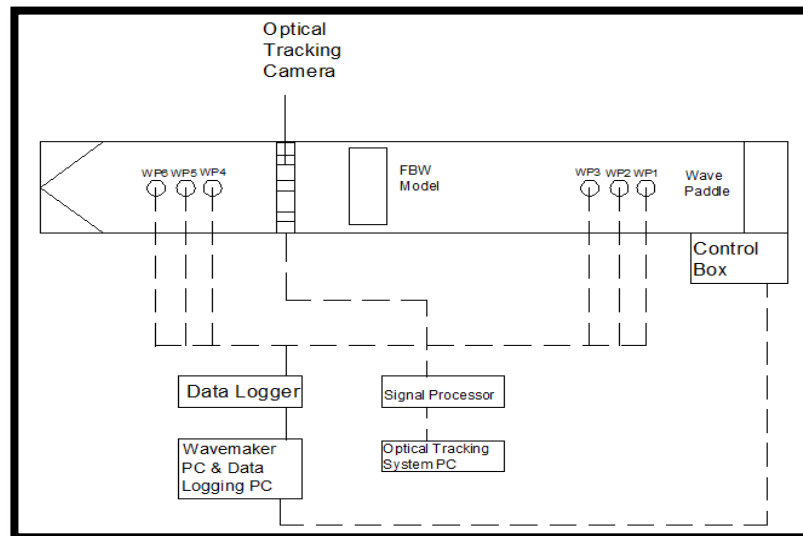 Optical
Tracking
Camera
WP6 WP5 WP4
FBW
Model
WP3 WP2 WP1
Wave
Paddle
Control
Box
Data Logger
Signal Processor
Wavemaker
PC & Data
Logging PC
Optical Tracking
System PC